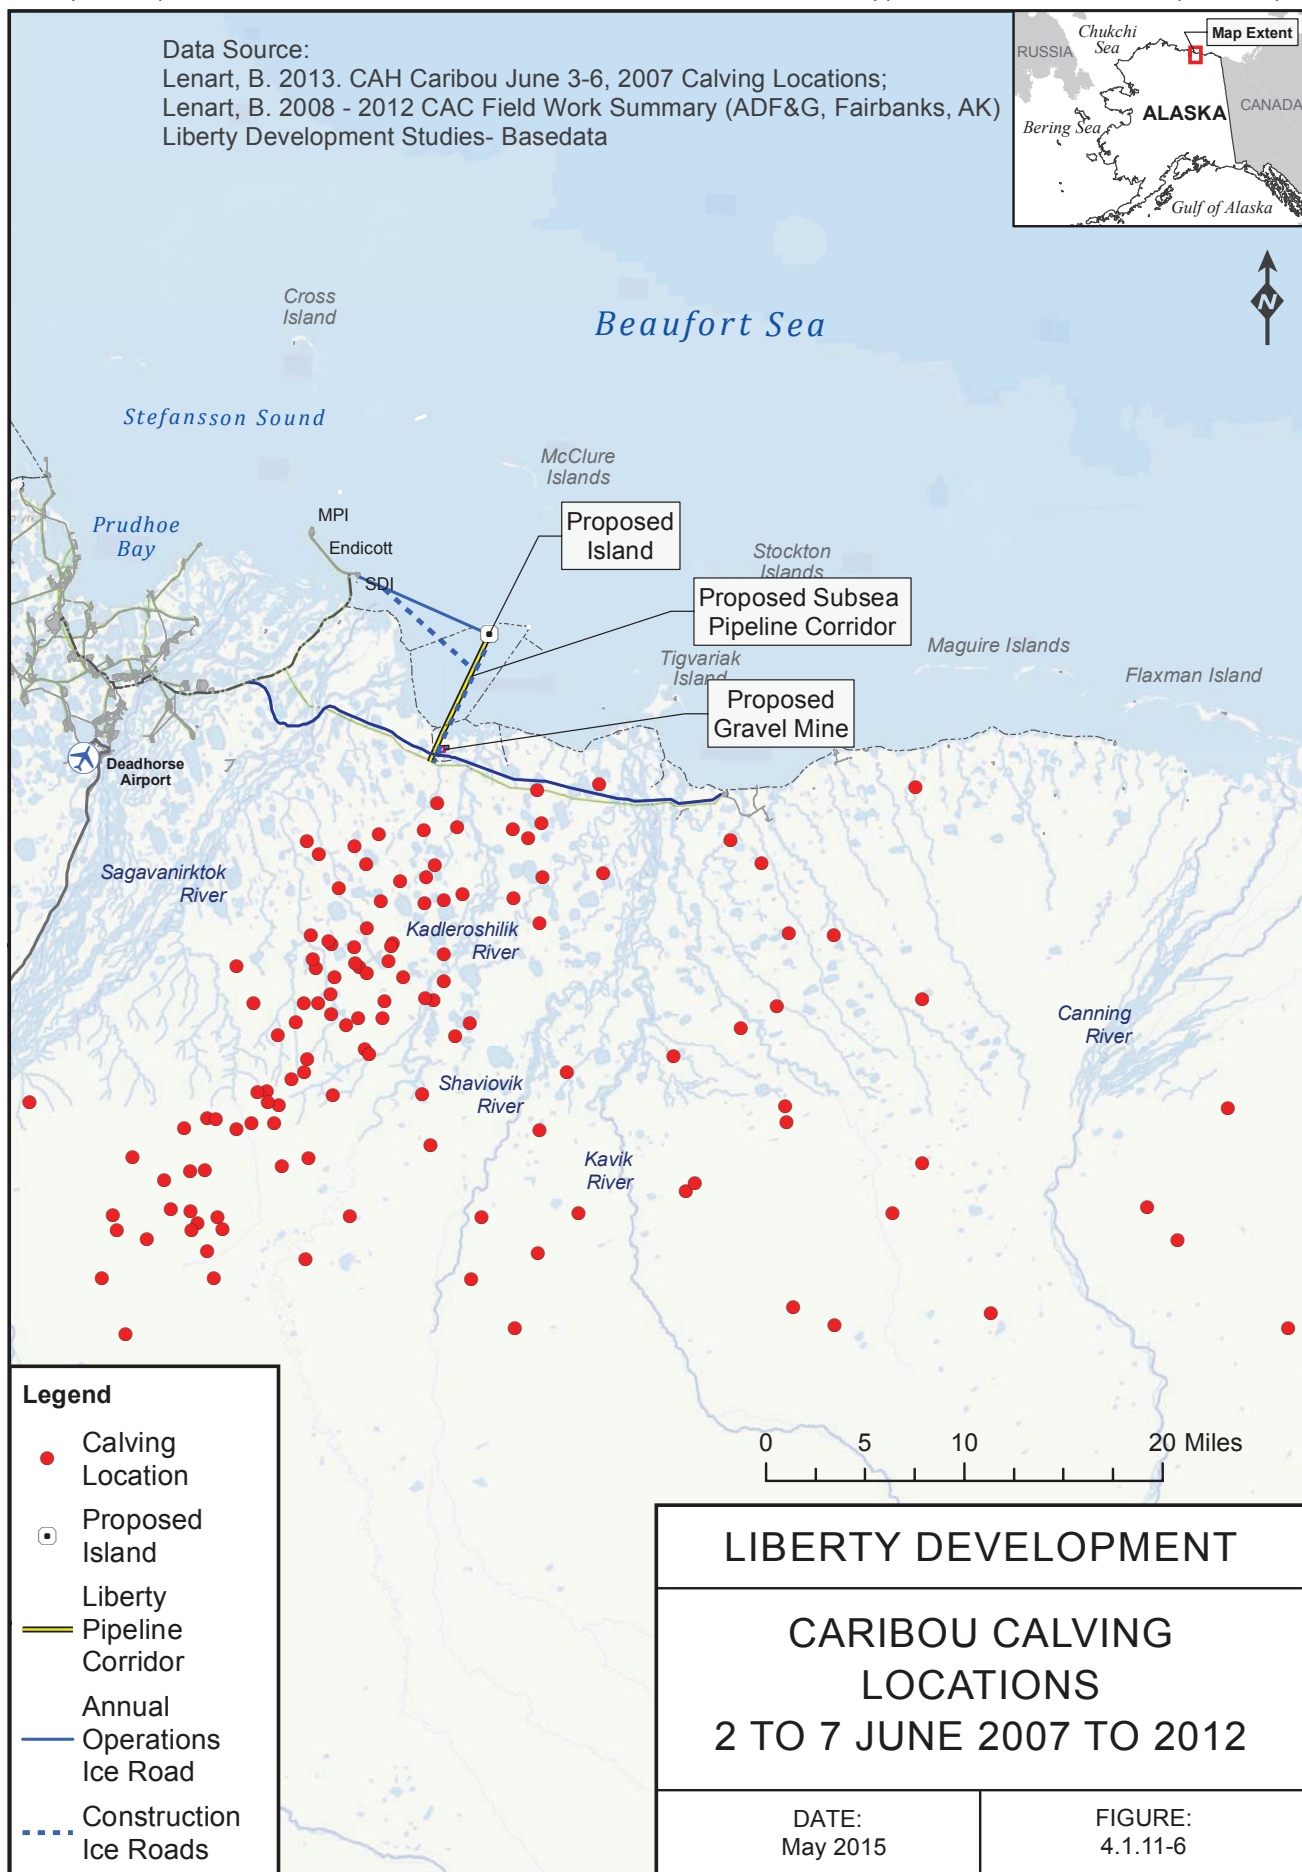 Data Source:
Lenart, B. 2013. CAH Caribou June 3-6, 2007 Calving Locations;
Lenart, B. 2008 - 2012 CAC Field Work Summary (ADF&G, Fairbanks, AK)
Liberty Development Studies- Basedata
Chukchi
Sea
Map Extent
RUSSIA
ALASKA
CANADA
Bering Sea
Gulf of Alaska
N
Cross
Island
Beaufort Sea
Stefansson Sound
McClure
Islands
Prudhoe
Bay
MPI
Endicott
SDI
Proposed
Island
Stockton
Islands
Proposed Subsea
Pipeline Corridor
Tigvariak
Island
Maguire Islands
Flaxman Island
Proposed
Gravel Mine
Deadhorse
Airport
Sagavanirktok
River
Kadleroshilik
River
Canning
River
Shaviovik
River
Kavik
River
Legend
Calving
Location
Proposed
Island
Liberty
Pipeline
Corridor
Annual
Operations
Ice Road
Construction
Ice Roads
0 5 10 20 Miles
LIBERTY DEVELOPMENT
CARIBOU CALVING
LOCATIONS
2 TO 7 JUNE 2007 TO 2012
DATE:
May 2015
FIGURE:
4.1.11-6